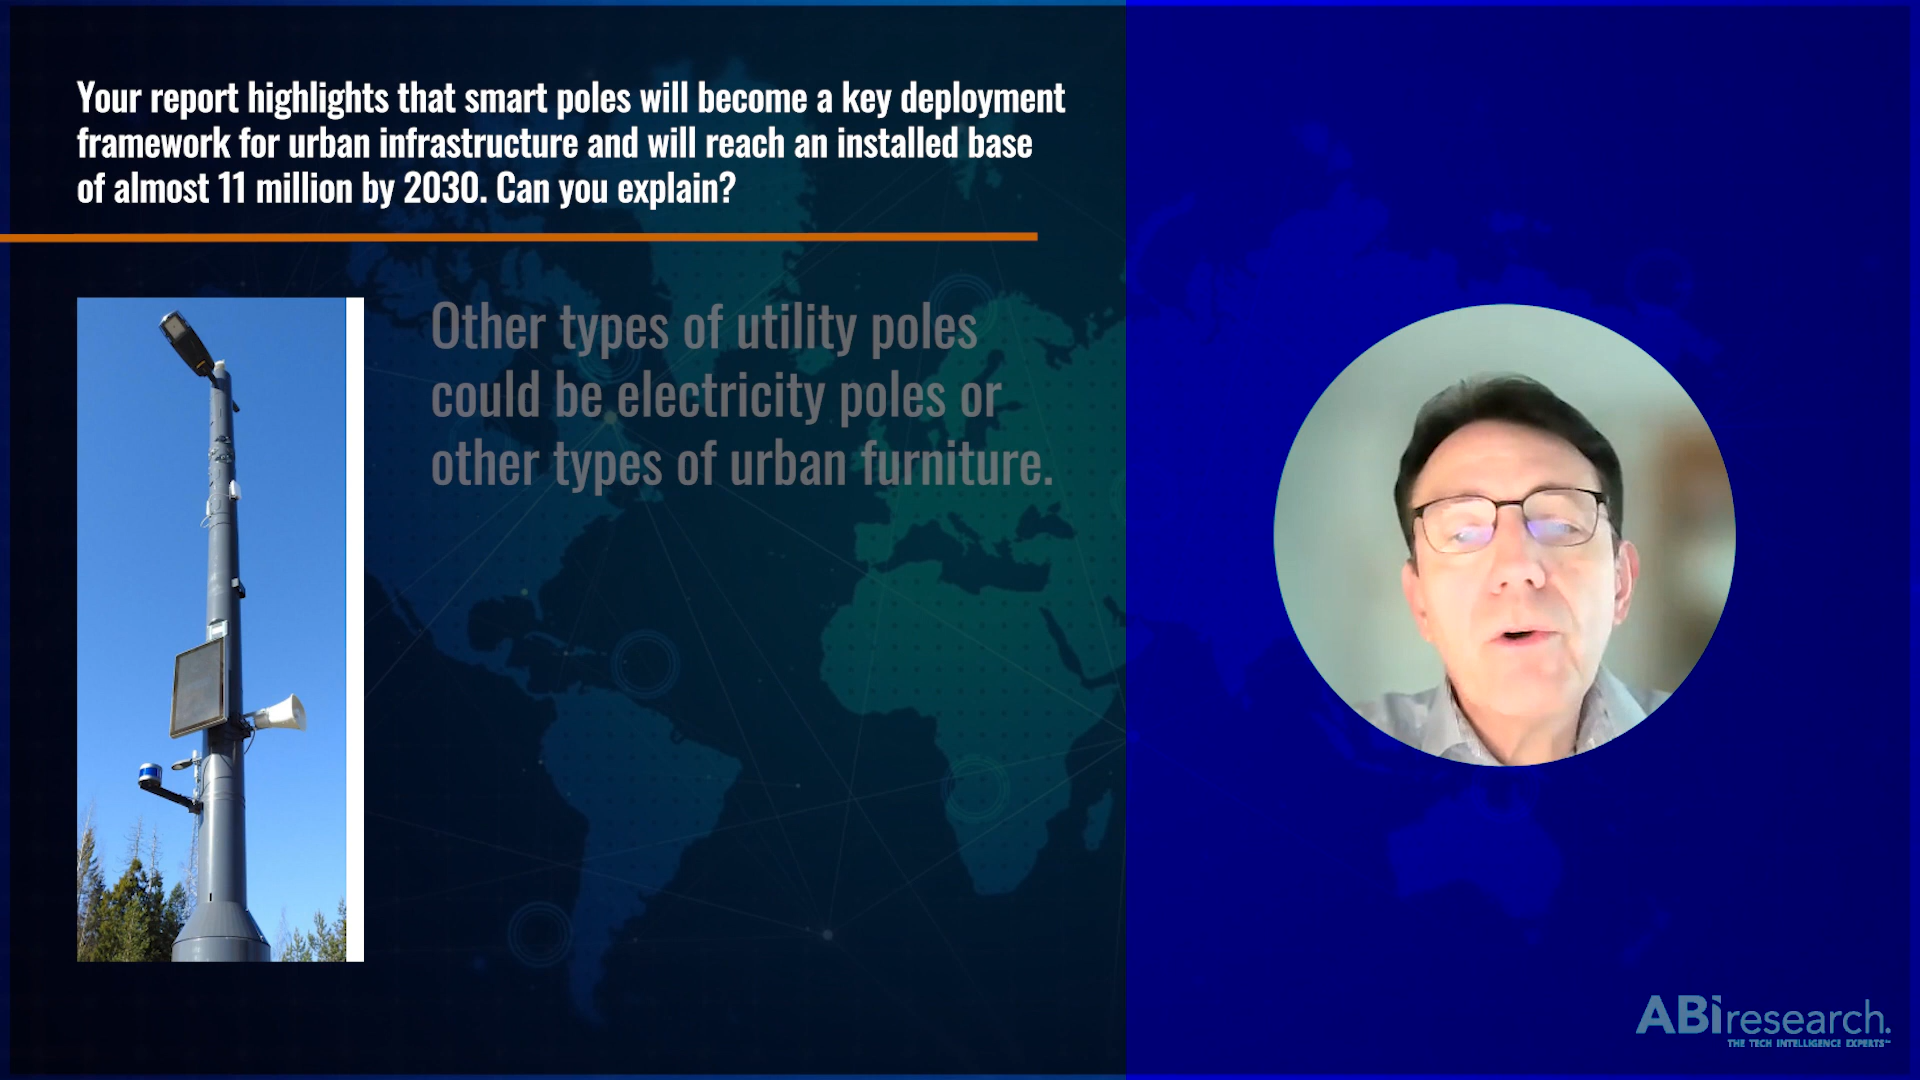 Your report highlights that smart poles will become a key deployment
framework for urban infrastructure and will reach an installed base
of almost 11 million by 2030. Can you explain?
Other types of utility poles
could be electricity poles or
other types of urban furniture.
ABIresearch.
THE TECH INTELLIGENCE EXPERTS™